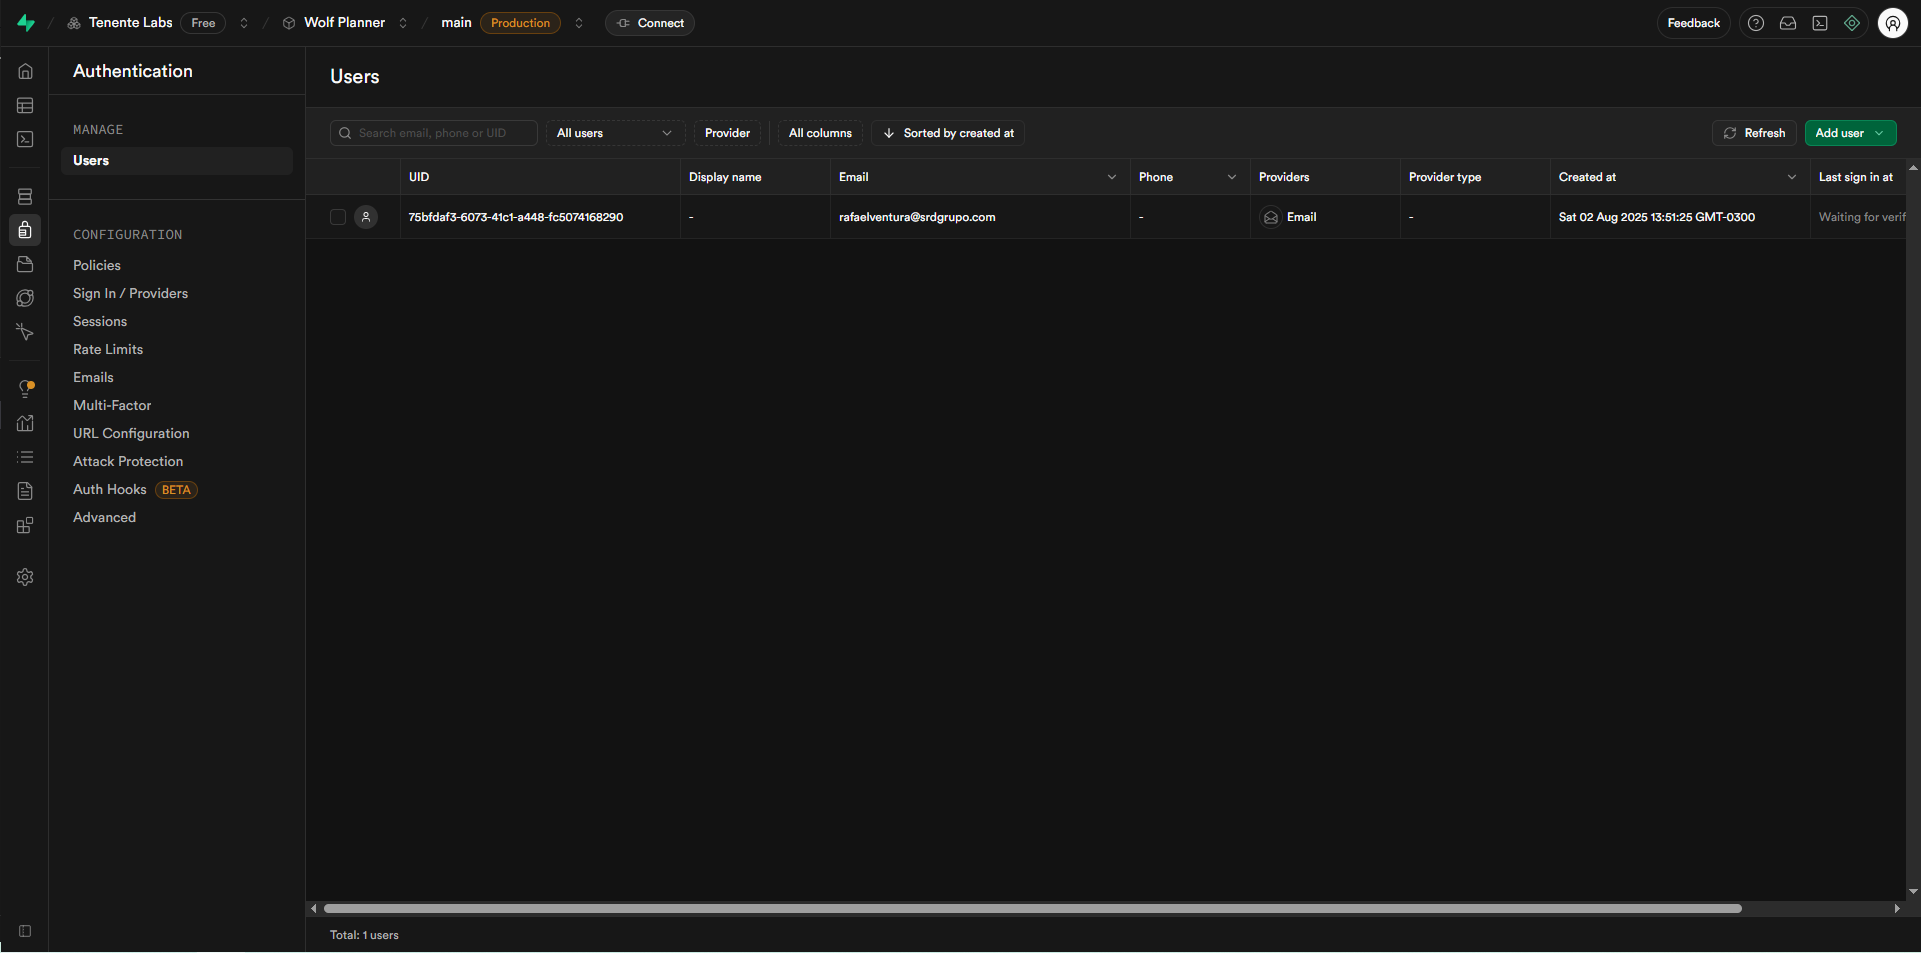 Tenente Labs Free Wolf Planner main Production Connect Feedback
Authentication
Users
MANAGE
Users
CONFIGURATION
Policies
Sign In / Providers
Sessions
Rate Limits
Emails
Multi-Factor
URL Configuration
Attack Protection
Auth Hooks BETA
Advanced
Search email, phone or UID All users Provider All columns Sorted by created at Refresh Add user
UID Display name Email Phone Providers Provider type Created at Last sign in at
75bfdaf3-6073-41c1-a448-fc5074168290 - rafaelventura@srdgrupo.com - Email - Sat 02 Aug 2025 13:51:25 GMT-0300 Waiting for verif
Total: 1 users